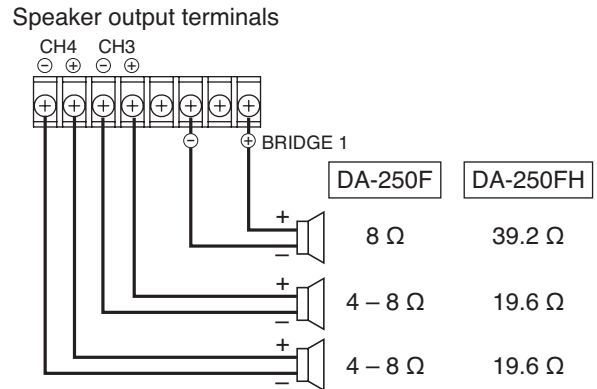 Speaker output terminals
CH4 CH3
⊖ ⊕ ⊖ ⊕
⊖ ⊕ BRIDGE 1
DA-250F DA-250FH
+
8 Ω 39.2 Ω
–
+
4 – 8 Ω 19.6 Ω
–
+
4 – 8 Ω 19.6 Ω
–